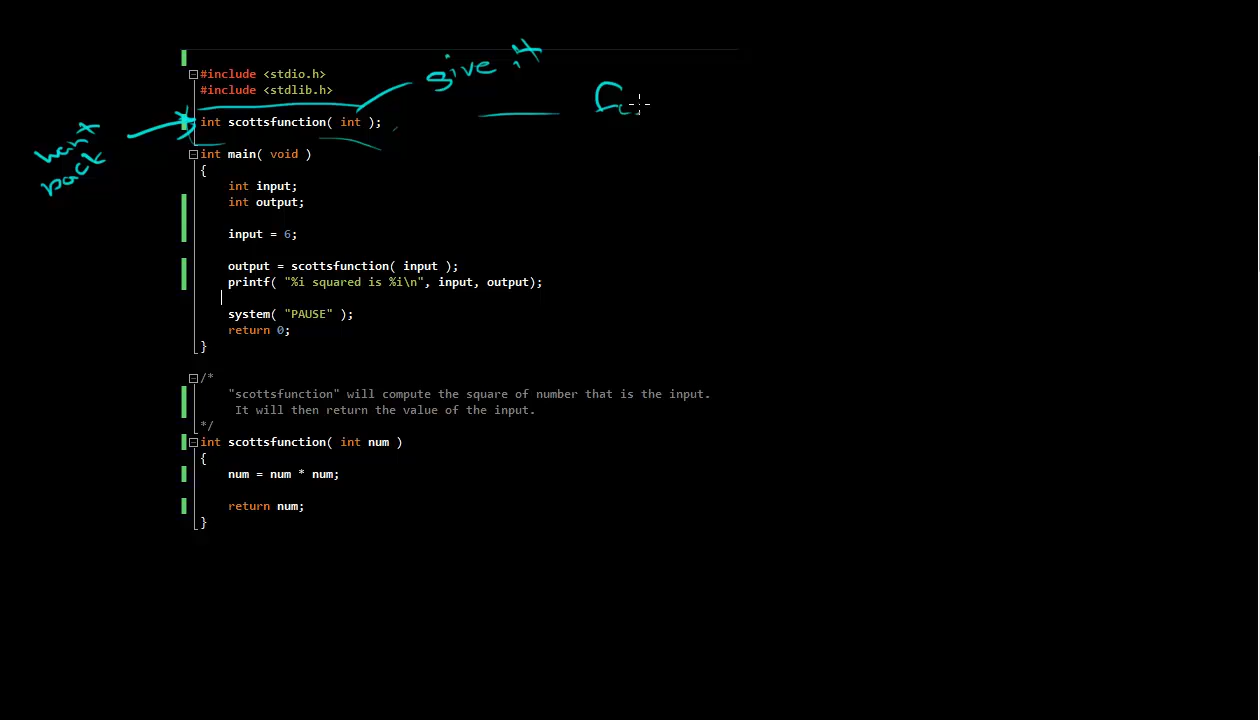 give it
#include <stdio.h>
#include <stdlib.h>
int scottsfunction( int );
want
back
int main( void )
{
int input;
int output;
input = 6;
output = scottsfunction( input );
printf( "%i squared is %i\n", input, output);
system( "PAUSE" );
return 0;
}
/*
"scottsfunction" will compute the square of number that is the input.
It will then return the value of the input.
*/
int scottsfunction( int num )
{
num = num * num;
return num;
}